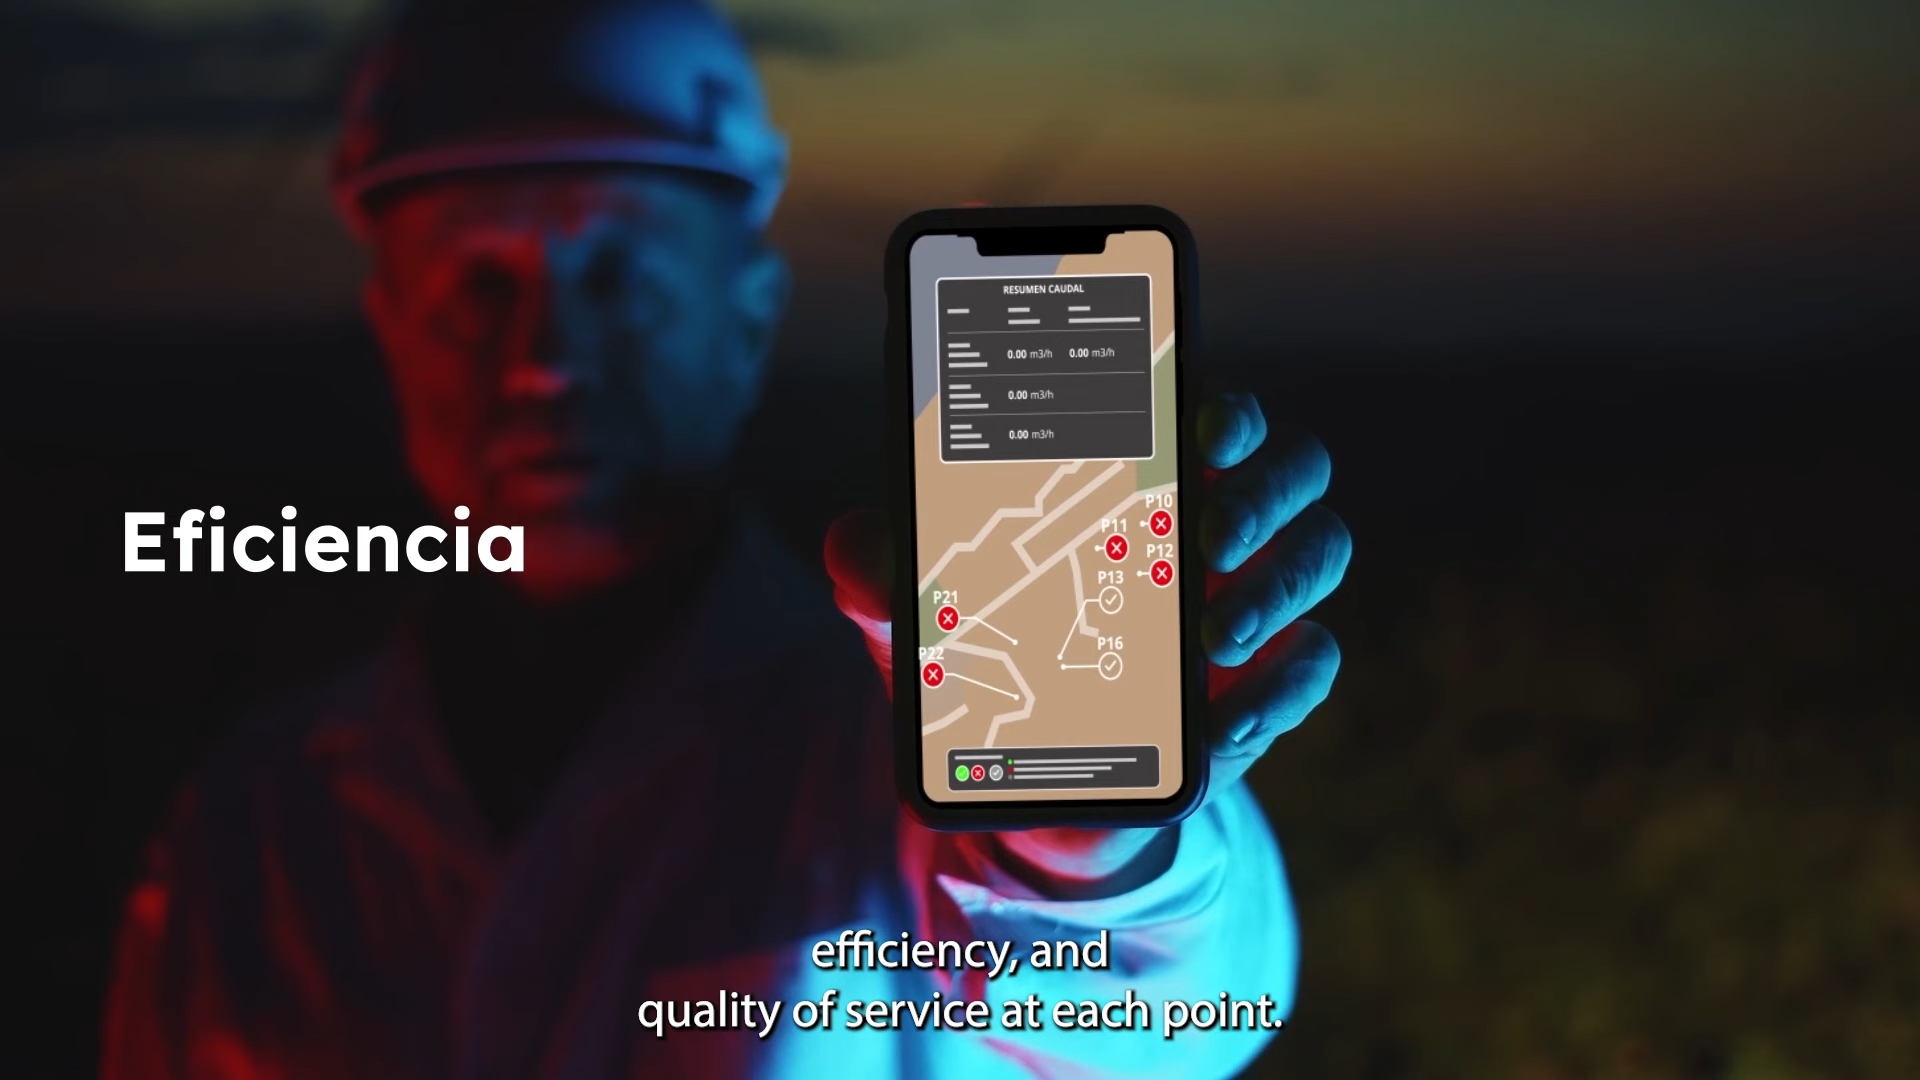 Eficiencia
RESUMEN CAUDAL
0.00 m3/h 0.00 m3/h
0.00 m3/h
0.00 m3/h
P10
P11
P12
P13
P21
P16
P22
efficiency, and
quality of service at each point.